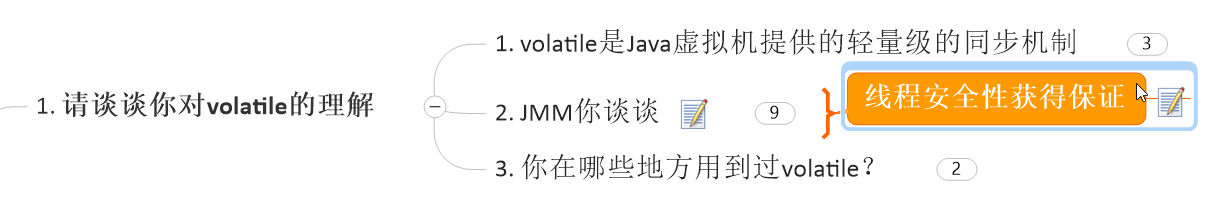 1. volatile是Java虚拟机提供的轻量级的同步机制 3
1. 请谈谈你对volatile的理解
2. JMM你谈谈 9
线程安全性获得保证
3. 你在哪些地方用到过volatile？ 2